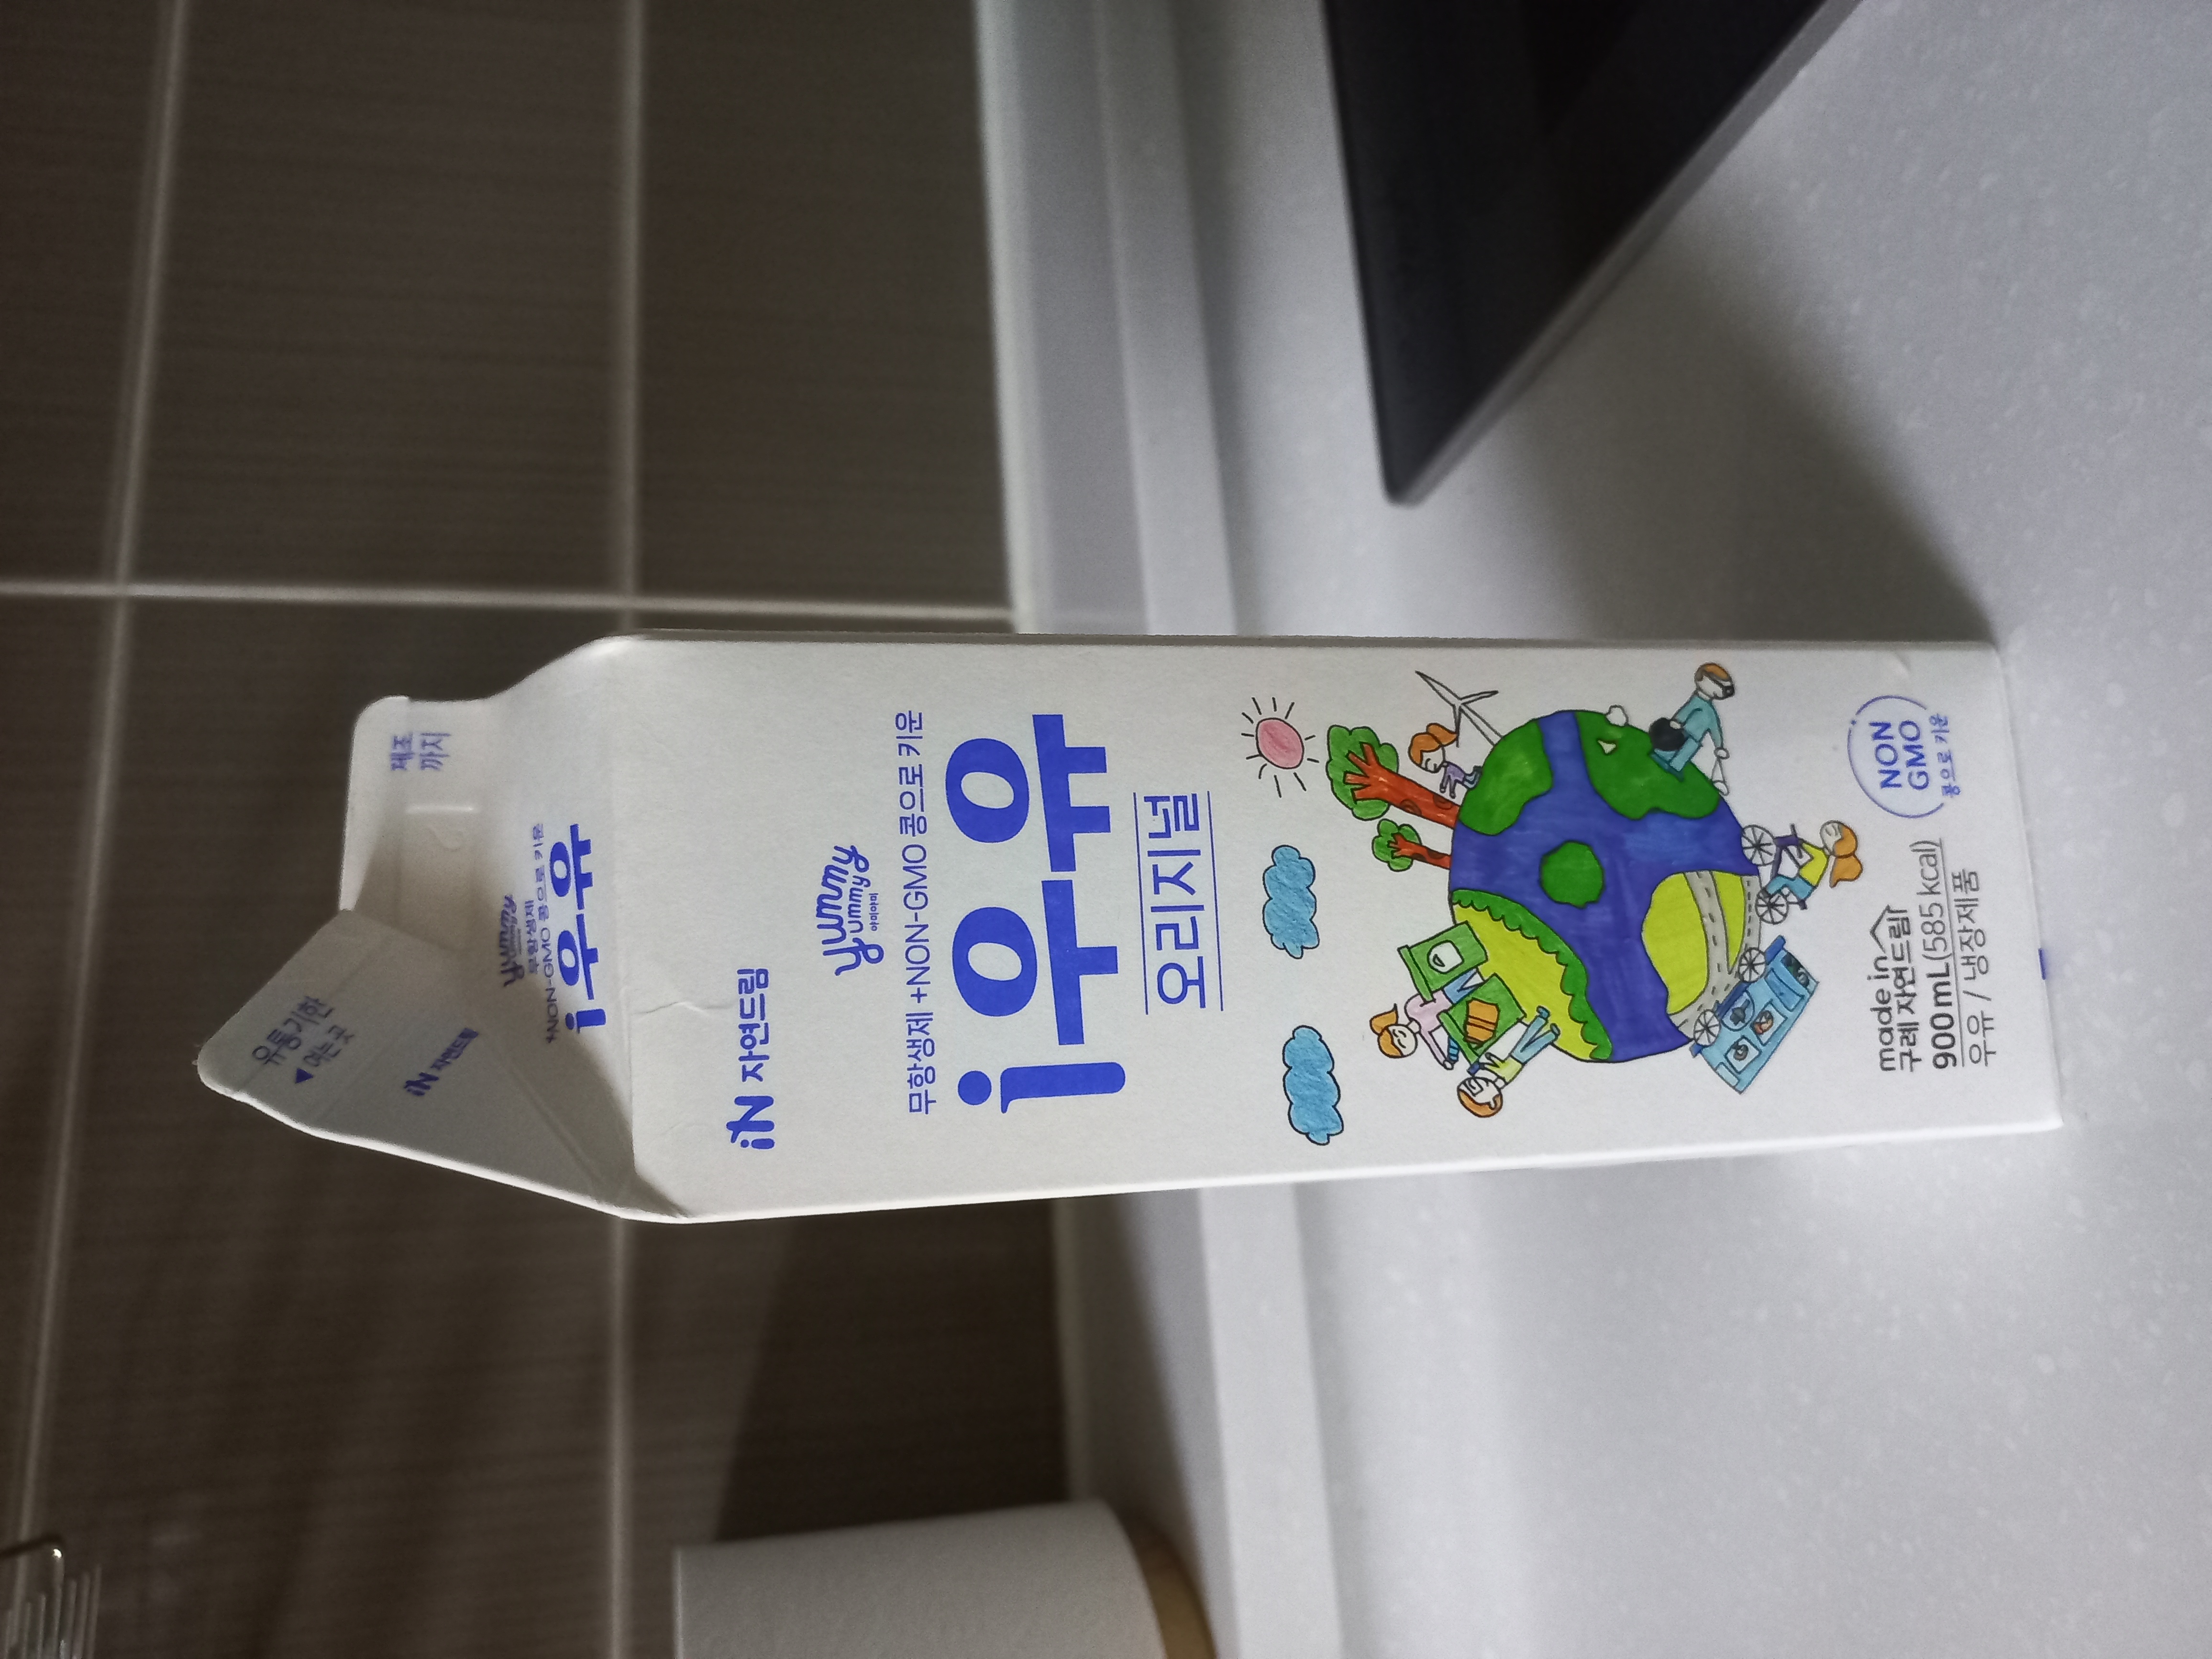 유통기한
▼여는곳
iN 자연드림
제조
까지
yummy
무항생제
+NON-GMO 콩으로 키운
i우유
iN 자연드림
yummy
yummy
야미야미
무항생제 +NON-GMO 콩으로 키운
i우유
오리지널
made in
구례 자연드림
900mL(585 kcal)
우유 / 냉장제품
NON
GMO
콩으로 키운